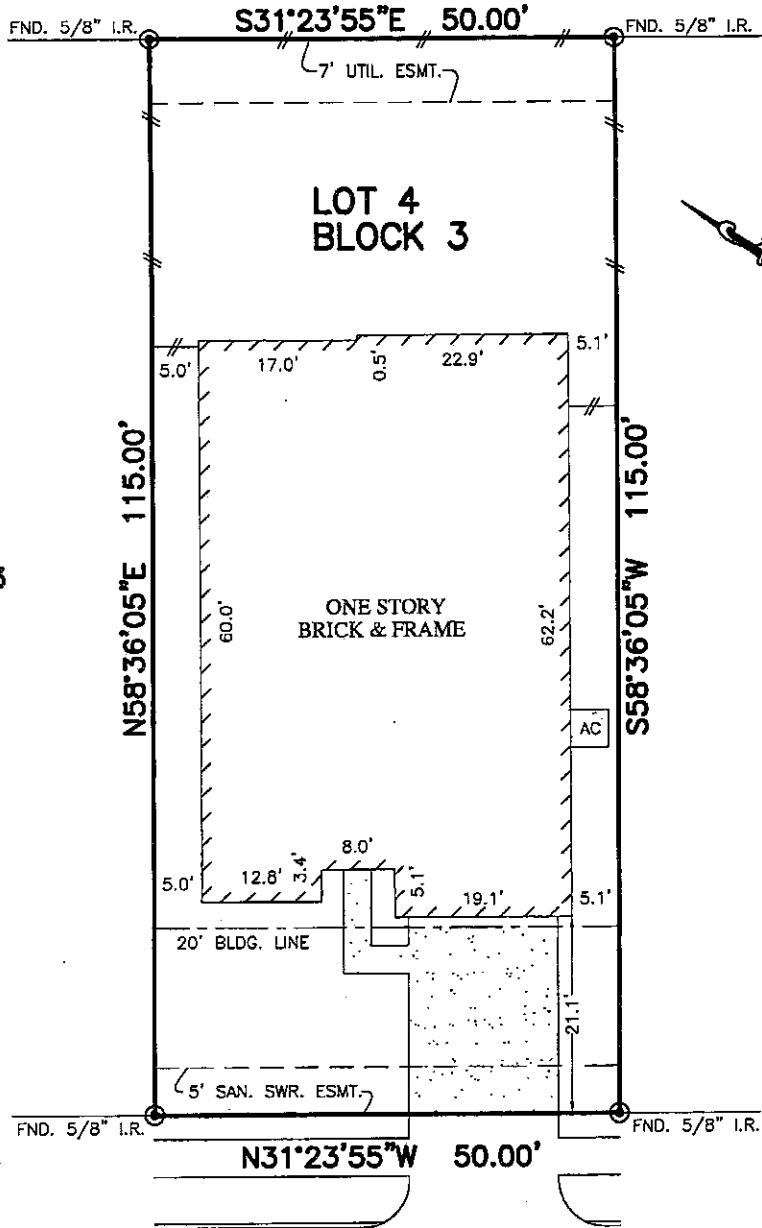 S31°23'55"E 50.00'
FND. 5/8" I.R.
FND. 5/8" I.R.
7' UTIL. ESMT.
LOT 4
BLOCK 3
5.0'
17.0'
0.5'
22.9'
5.1'
N58°36'05"E 115.00'
S58°36'05"W 115.00'
60.0'
ONE STORY
BRICK & FRAME
62.2'
AC
8.0'
5.0'
12.8'
3.4'
5.1'
19.1'
5.1'
20' BLDG. LINE
21.1'
5' SAN. SWR. ESMT.
FND. 5/8" I.R.
FND. 5/8" I.R.
N31°23'55"W 50.00'